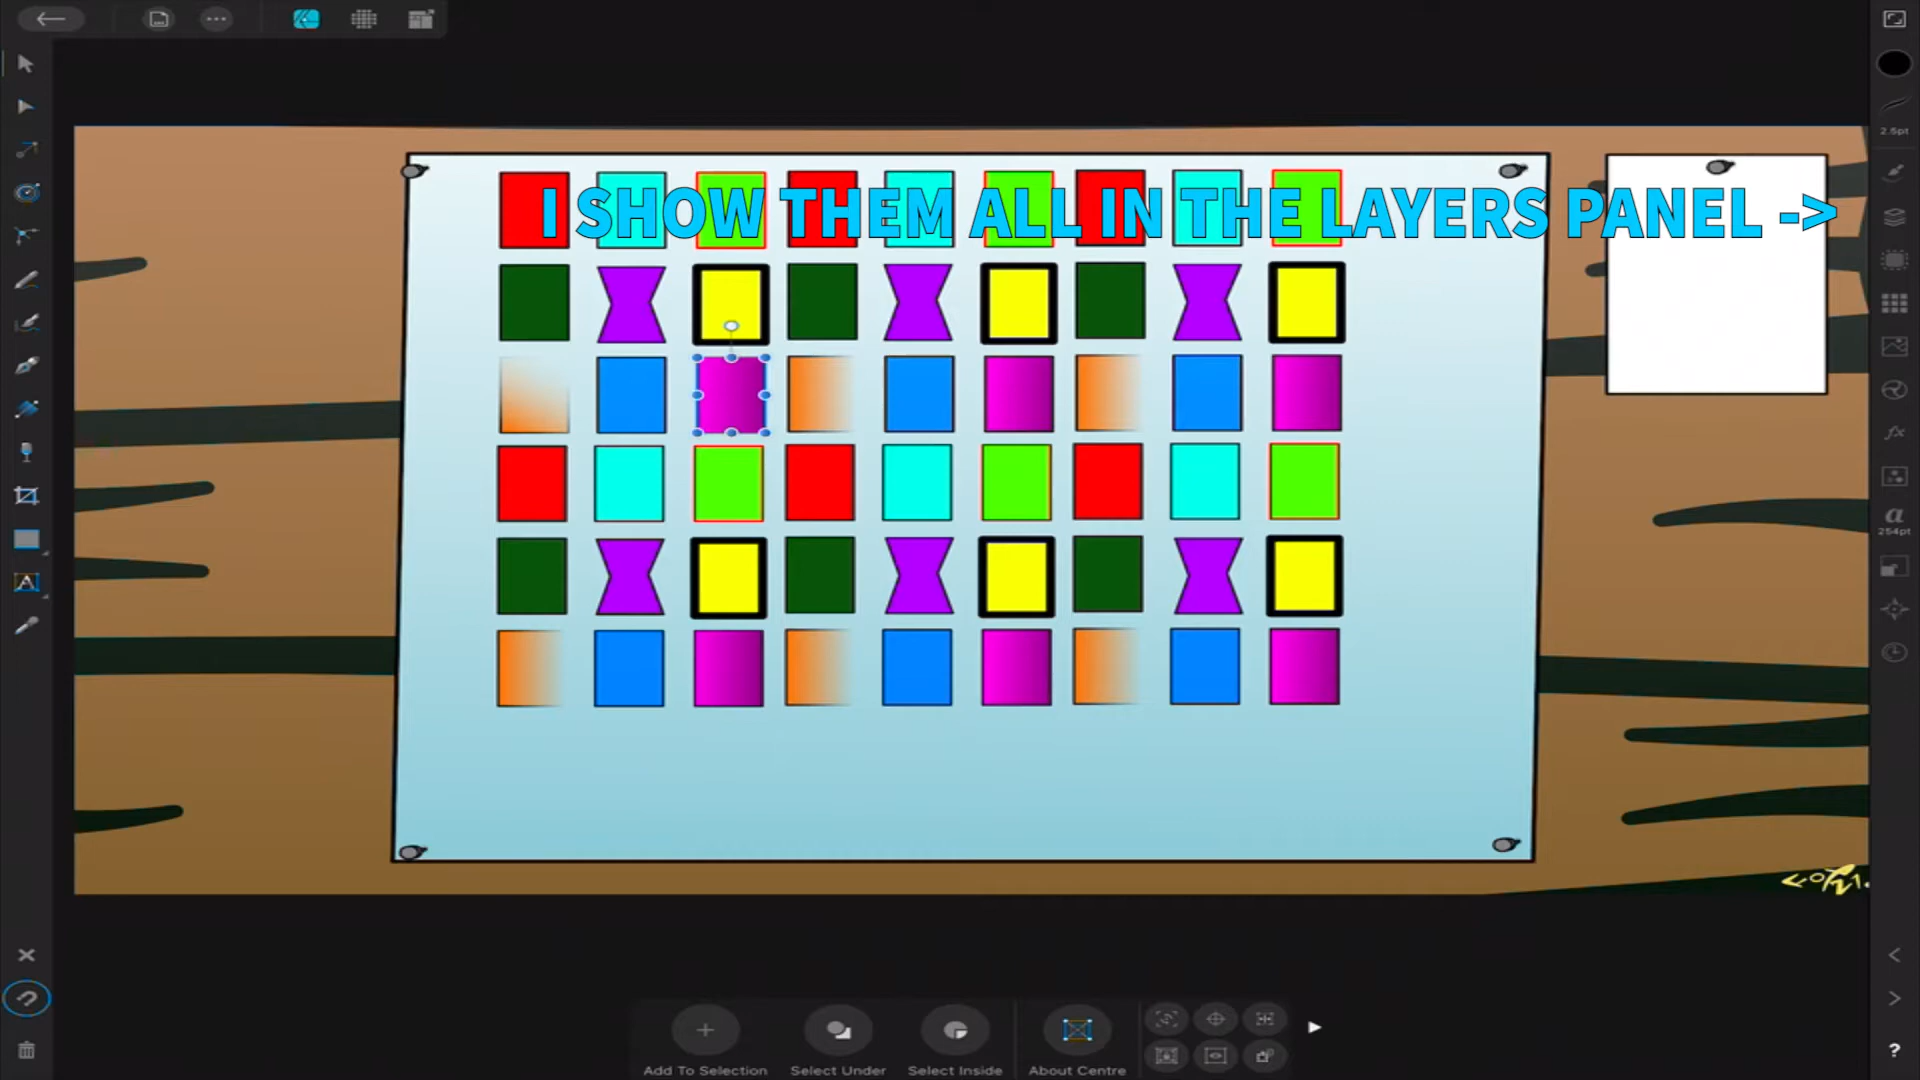 2.5pt
I SHOW THEM ALL IN THE LAYERS PANEL ->
fx
a
254pt
A
Add To Selection
Select Under
Select Inside
About Centre
?